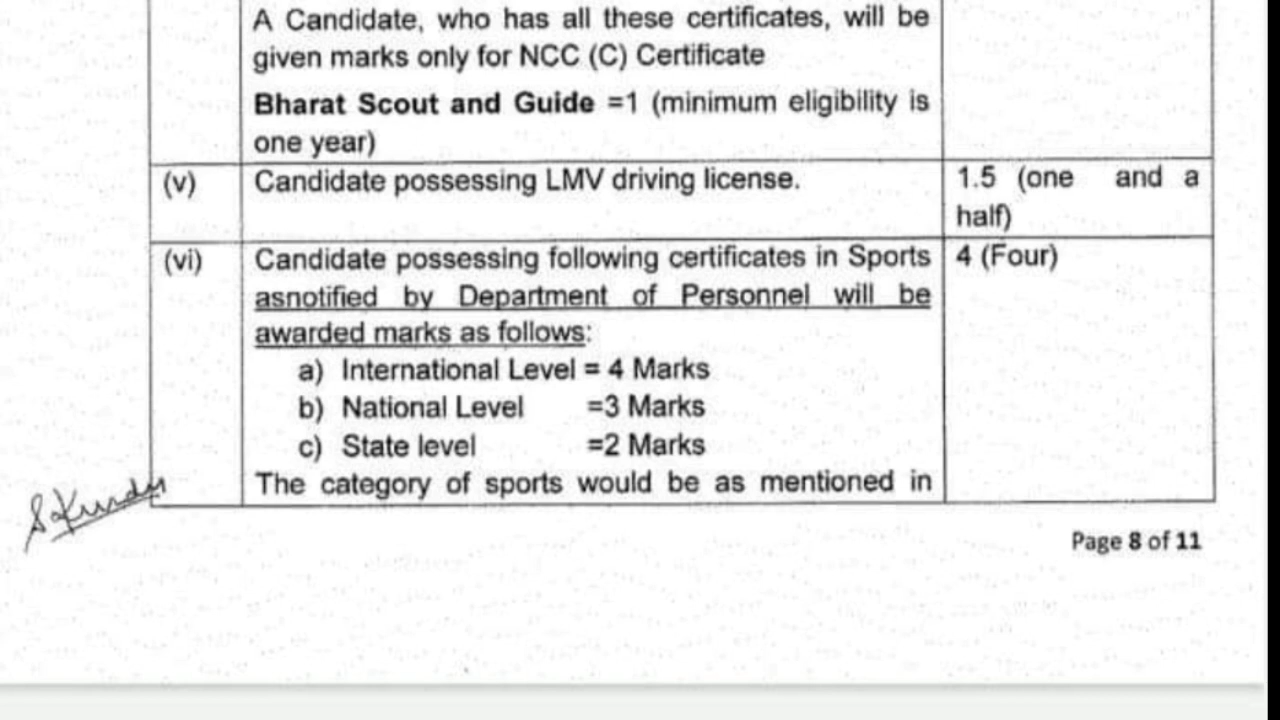 A Candidate, who has all these certificates, will be
given marks only for NCC (C) Certificate
Bharat Scout and Guide =1 (minimum eligibility is
one year)
(v) Candidate possessing LMV driving license. 1.5 (one and a
half)
(vi) Candidate possessing following certificates in Sports 4 (Four)
asnotified by Department of Personnel will be
awarded marks as follows:
a) International Level = 4 Marks
b) National Level =3 Marks
c) State level =2 Marks
The category of sports would be as mentioned in
Page 8 of 11